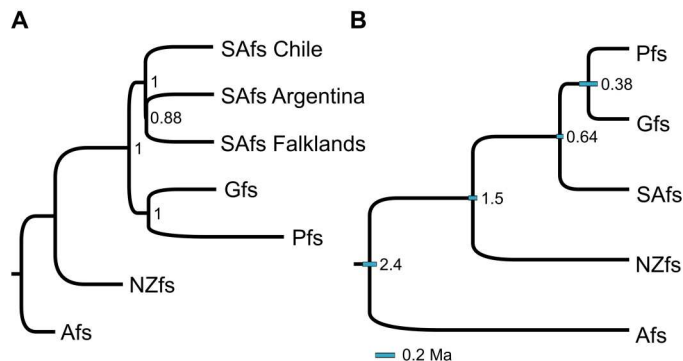 A
SAfs Chile
1
SAfs Argentina
0.88
SAfs Falklands
1
Gfs
1
Pfs
NZfs
Afs
B
Pfs
0.38
Gfs
0.64
SAfs
1.5
NZfs
2.4
Afs
0.2 Ma